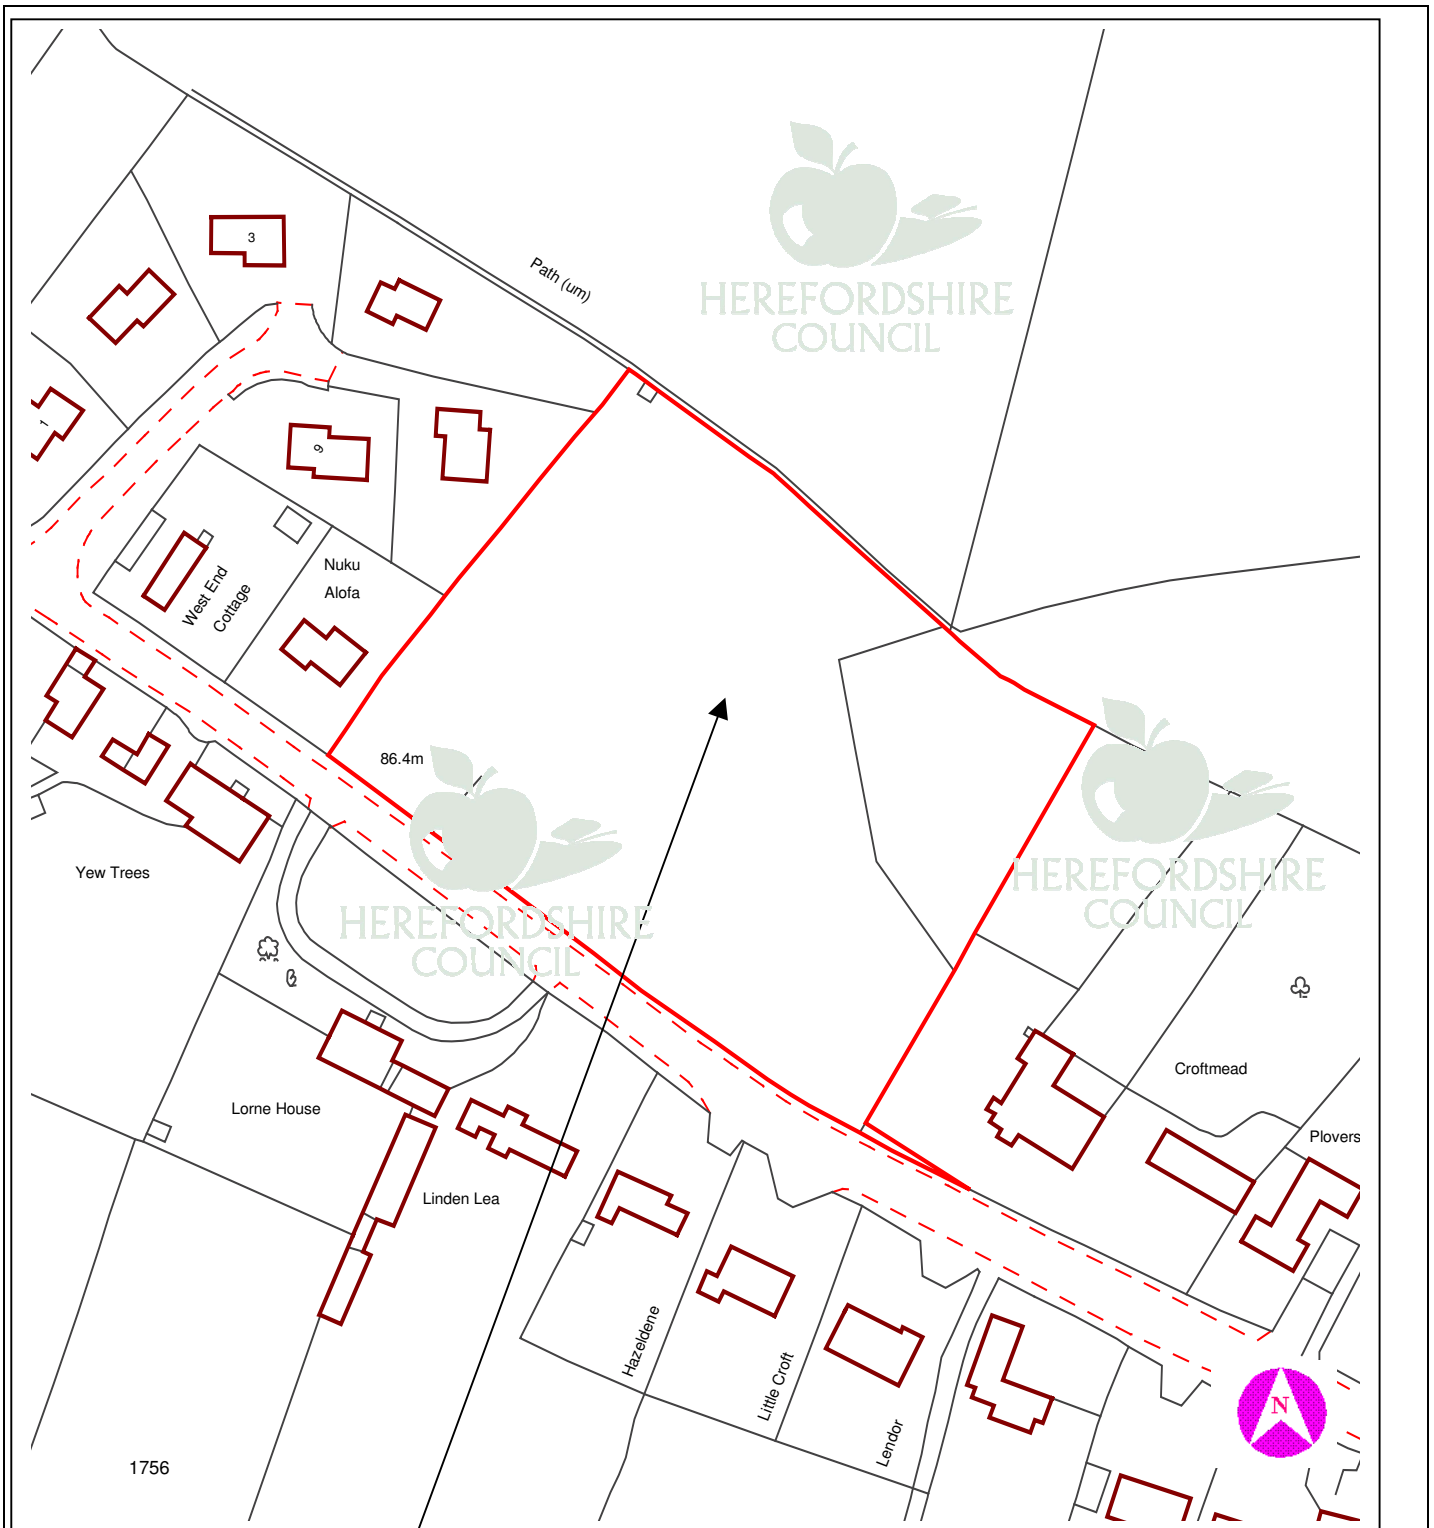 HEREFORDSHIRE
COUNCIL
3
Path (um)
1
9
Nuku
Alofa
West End
Cottage
86.4m
HEREFORDSHIRE
COUNCIL
Yew Trees
HEREFORDSHIRE
COUNCIL
Croftmead
Lorne House
Plovers
Linden Lea
Hazeldene
Little Croft
Lendor
N
1756